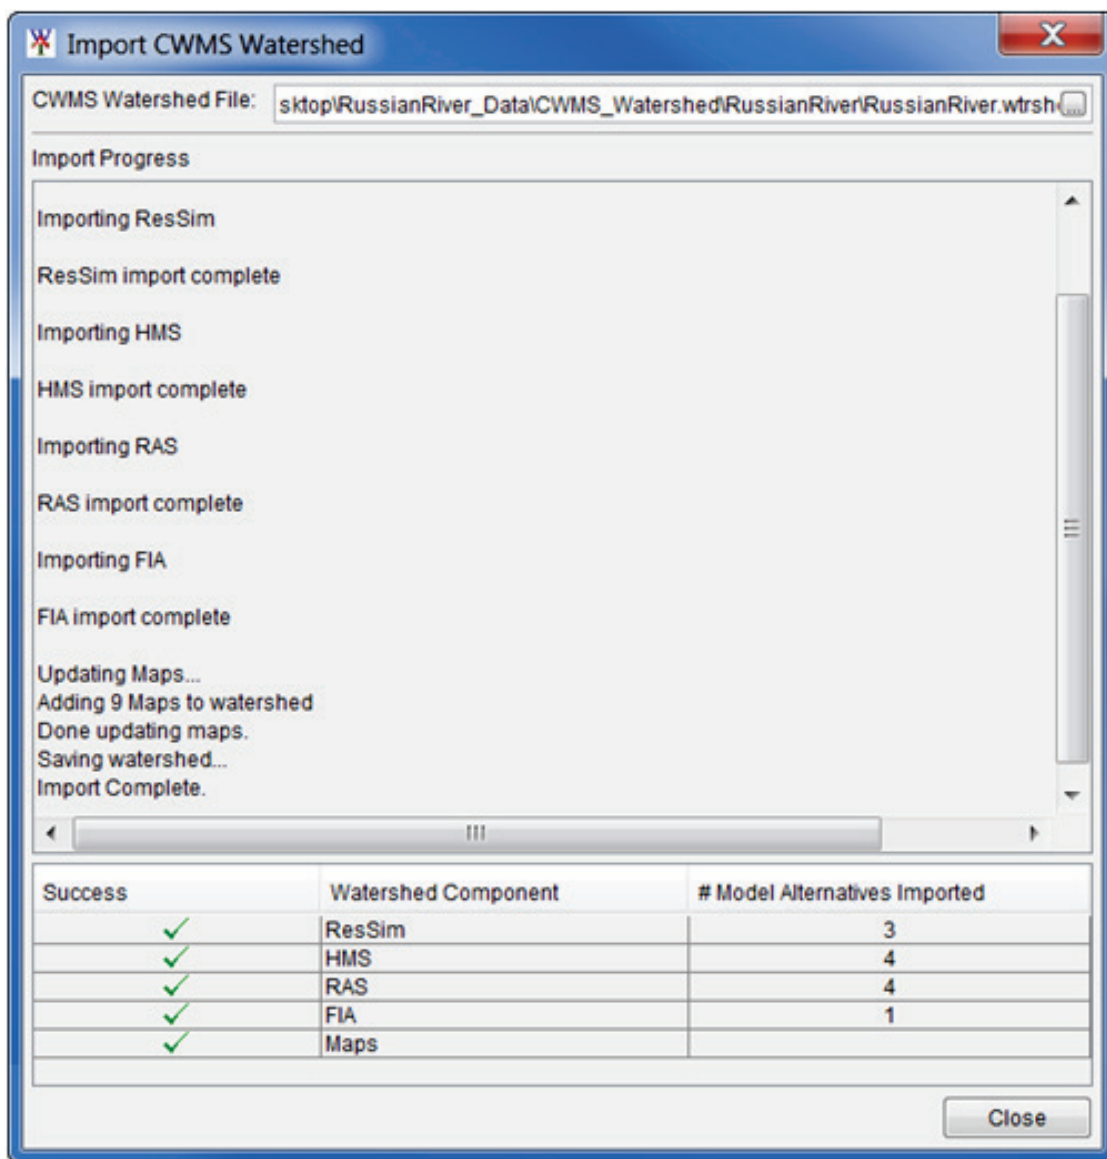 Import CWMS Watershed
CWMS Watershed File: sktop\RussianRiver_Data\CWMS_Watershed\RussianRiver\RussianRiver.wtrsh ...
Import Progress
Importing ResSim
ResSim import complete
Importing HMS
HMS import complete
Importing RAS
RAS import complete
Importing FIA
FIA import complete
Updating Maps...
Adding 9 Maps to watershed
Done updating maps.
Saving watershed...
Import Complete.
Success Watershed Component # Model Alternatives Imported
✓ ResSim 3
✓ HMS 4
✓ RAS 4
✓ FIA 1
✓ Maps
Close